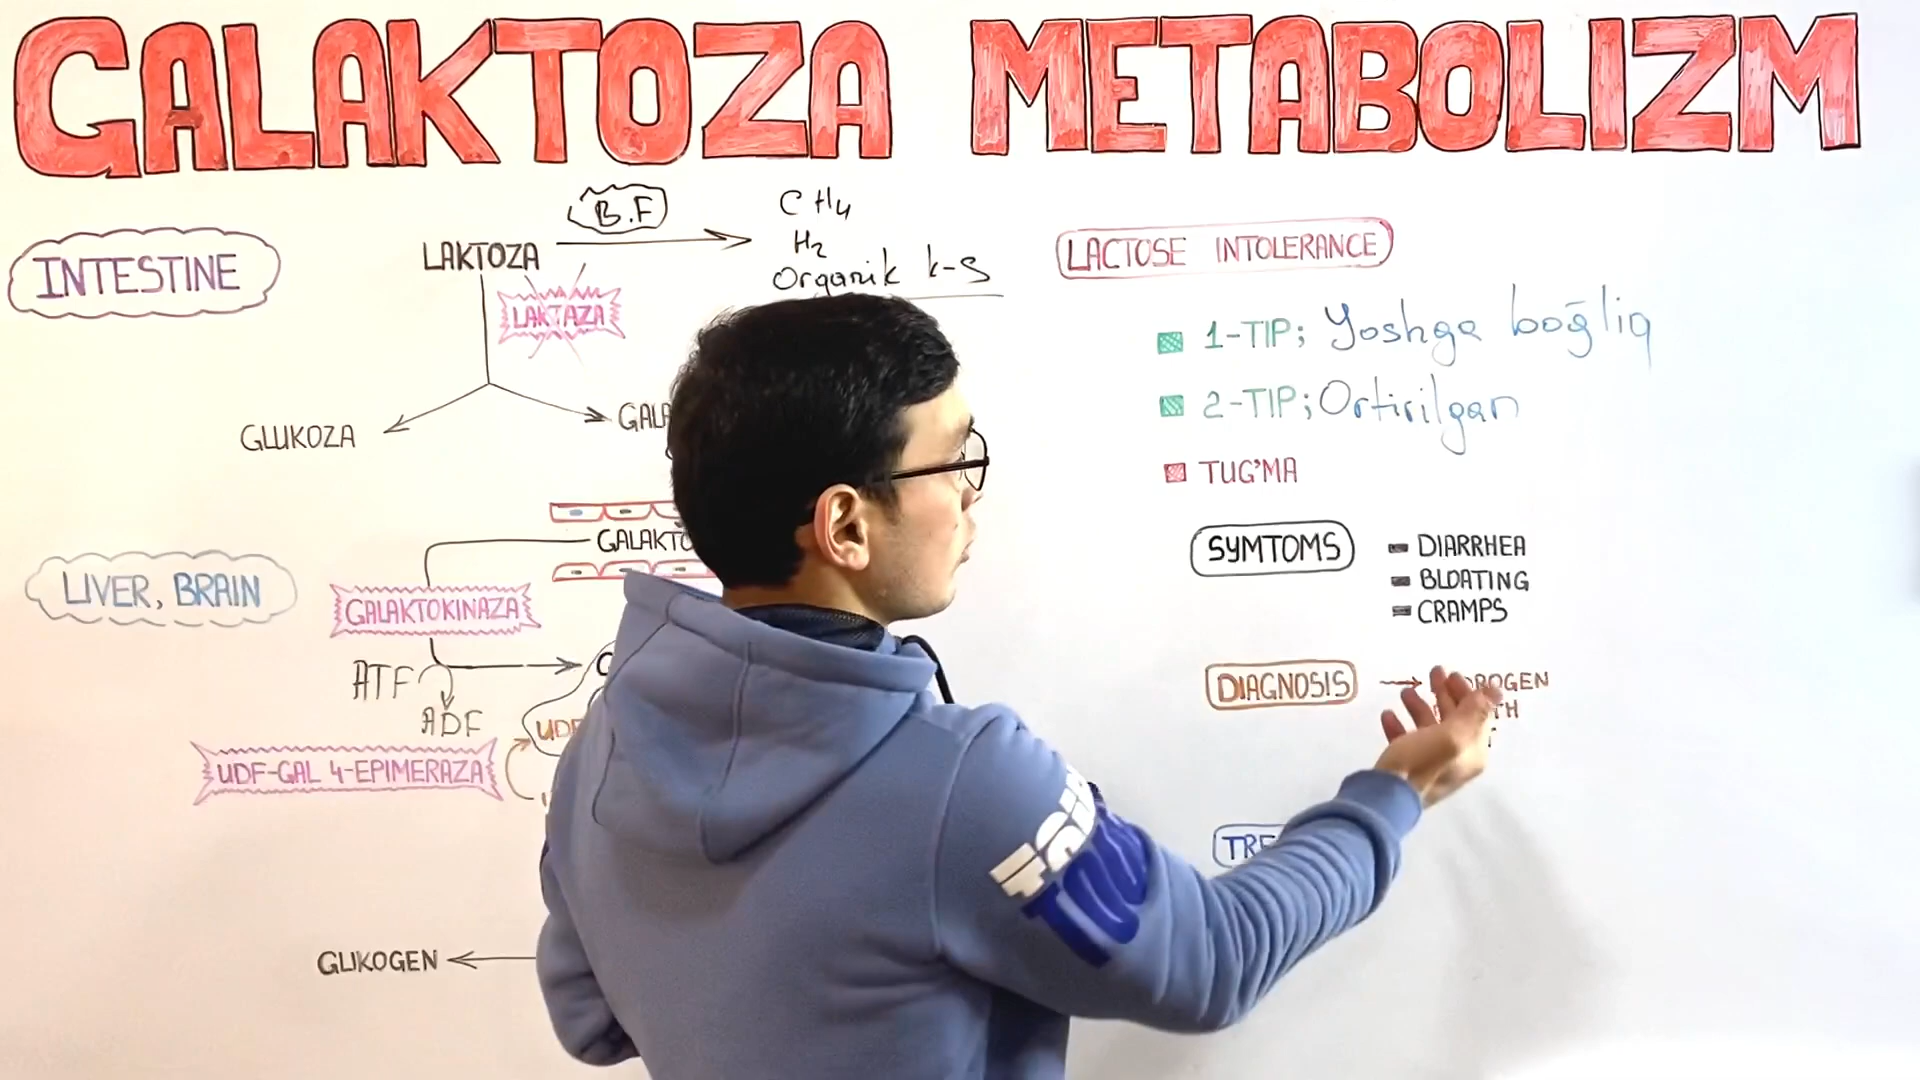 GALAKTOZA METABOLIZM
INTESTINE
LAKTOZA
B.F
CH4
H2
Organik k-s
LAKTAZA
GLUKOZA
LIVER, BRAIN
GALAKTOKINAZA
ATF
ADF
UDF-GAL 4-EPIMERAZA
GLIKOGEN
LACTOSE INTOLERANCE
1-TIP; Yoshga bog̃liq
2-TIP; Ortirilgan
TUG'MA
SYMTOMS
DIARRHEA
BLOATING
CRAMPS
DIAGNOSIS